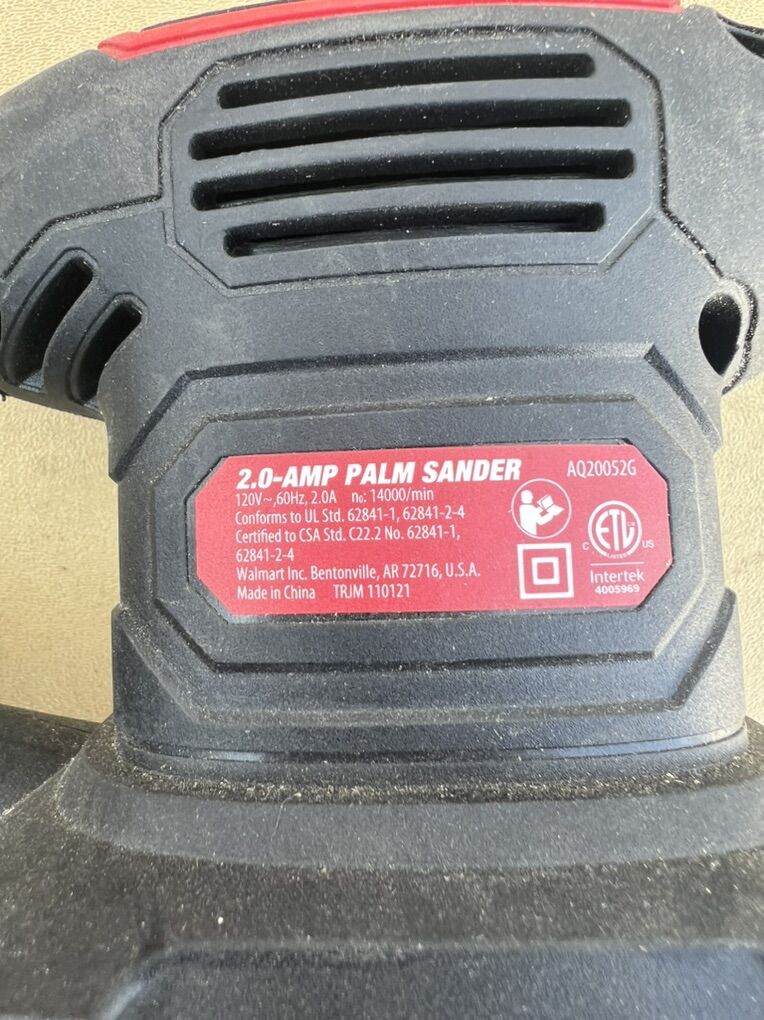 2.0-AMP PALM SANDER AQ20052G
120V~,60Hz, 2.0A n₀: 14000/min
Conforms to UL Std. 62841-1, 62841-2-4
Certified to CSA Std. C22.2 No. 62841-1,
62841-2-4
Walmart Inc. Bentonville, AR 72716, U.S.A.
Made in China TRJM 110121
ETL
LISTED
C US
Intertek
4005969